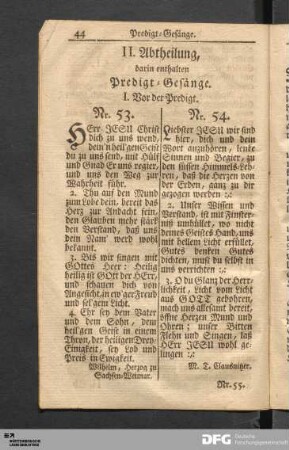 44 Predigt-Gesänge.
II. Abtheilung,
darin enthalten
Predigt-Gesänge.
I. Vor der Predigt.
Nr. 53.
HErr JESU Christ
dich zu uns wend,
dein'n heil'gen Geist
du zu uns send, mit Hülf
und Gnad Er uns regier,
und uns den Weg zur
Wahrheit führ.
2. Thu auf den Mund
zum Lobe dein, bereit das
Herz zur Andacht fein,
den Glauben mehr stärk
den Verstand, daß uns
dein Nam' werd wohl
bekannt.
3. Bis wir singen mit
GOttes Heer: Heilig
heilig ist GOtt der HErr,
und schauen dich von
Angesicht, in ew'ger Freud
und sel'gem Licht.
4. Ehr sey dem Vater
und dem Sohn, dem
heil'gen Geist in einem
Thron, der heiligen Drey-
Einigkeit, sey Lob und
Preis in Ewigkeit.
Wilhelm, Herzog zu
Sachsen-Weimar.
Nr. 54.
Liebster JESU wir sind
hier, dich und dein
Wort anzuhören, lenke
Sinnen und Begier, zu
den süssen Himmels-Leh-
ren, daß die Herzen von
der Erden, ganz zu dir
gezogen werden :,:
2. Unser Wissen und
Verstand, ist mit Finster-
niß umhüllet, wo nicht
deines Geistes Hand, uns
mit hellem Licht erfüllet,
Gutes denken Gutes
dichten, must du selbst in
uns verrichten :,:
3. O du Glanz der Herr-
lichkeit, Licht vom Licht
aus GOTT gebohren,
mach uns allesamt bereit,
öffne Herzen Mund und
Ohren; unser Bitten
Flehn und Singen, laß
HErr JESU wohl ge-
lingen :,:
M. T. Clausnitzer.
Nr. 55.
DFG Deutsche
Forschungsgemeinschaft